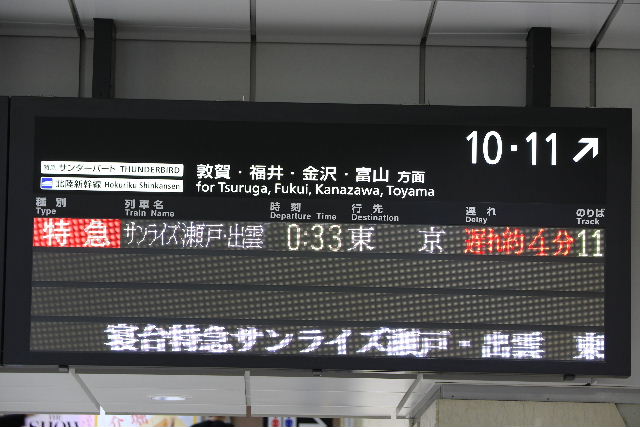 10・11
特急 サンダーバード THUNDERBIRD
敦賀・福井・金沢・富山 方面
北陸新幹線 Hokuriku Shinkansen
for Tsuruga, Fukui, Kanazawa, Toyama
種別 列車名 時刻 行先 遅れ のりば
Type Train Name Departure Time Destination Delay Track
特急 サンライズ瀬戸・出雲 0:33 東京 遅れ約4分 11
寝台特急サンライズ瀬戸・出雲 東